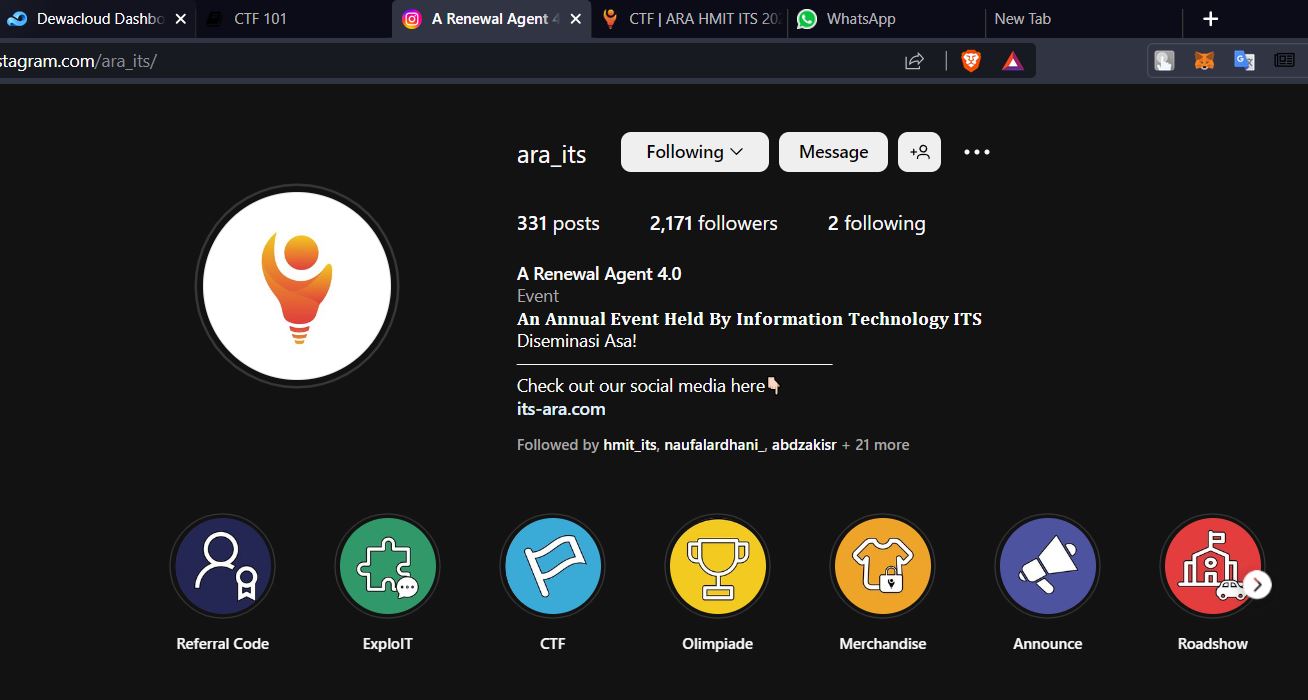 Dewacloud Dashbo
CTF 101
A Renewal Agent 4
CTF | ARA HMIT ITS 202
WhatsApp
New Tab
stagram.com/ara_its/
ara_its
Following
Message
331 posts
2,171 followers
2 following
A Renewal Agent 4.0
Event
An Annual Event Held By Information Technology ITS
Diseminasi Asa!
Check out our social media here👇🏻
its-ara.com
Followed by hmit_its, naufalardhani_, abdzakisr + 21 more
Referral Code
ExploIT
CTF
Olimpiade
Merchandise
Announce
Roadshow